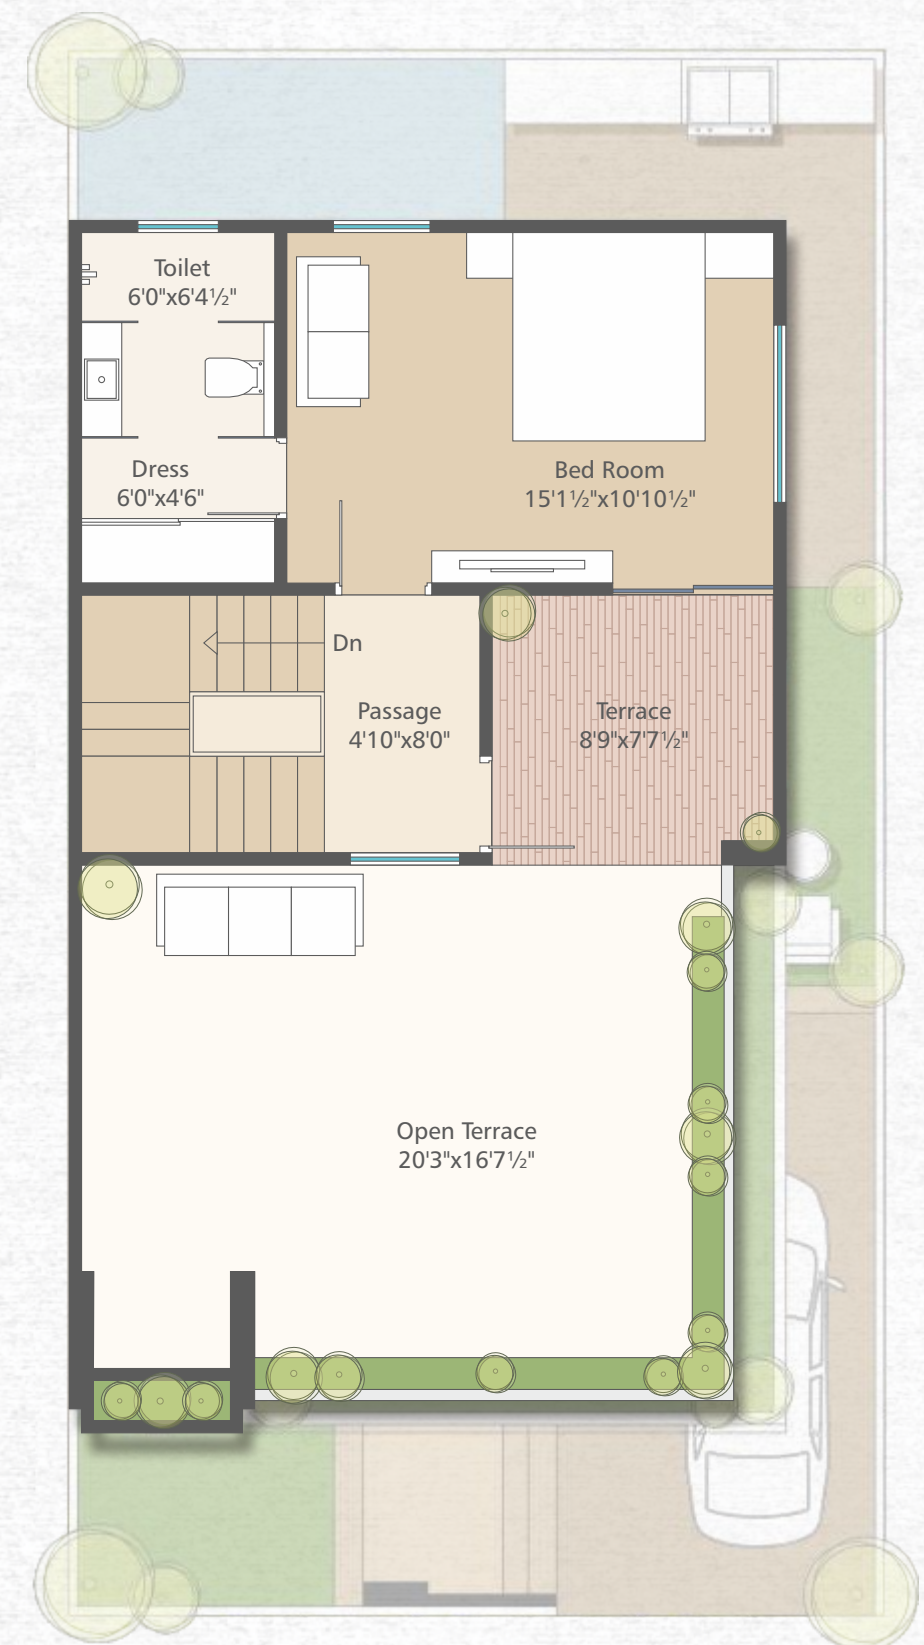 Toilet
6'0"x6'4½"
Dress
6'0"x4'6"
Bed Room
15'1½"x10'10½"
Dn
Passage
4'10"x8'0"
Terrace
8'9"x7'7½"
Open Terrace
20'3"x16'7½"